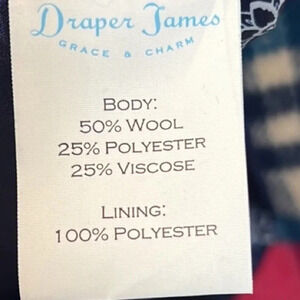 Draper James
GRACE & CHARM
BODY:
50% WOOL
25% POLYESTER
25% VISCOSE
LINING:
100% POLYESTER